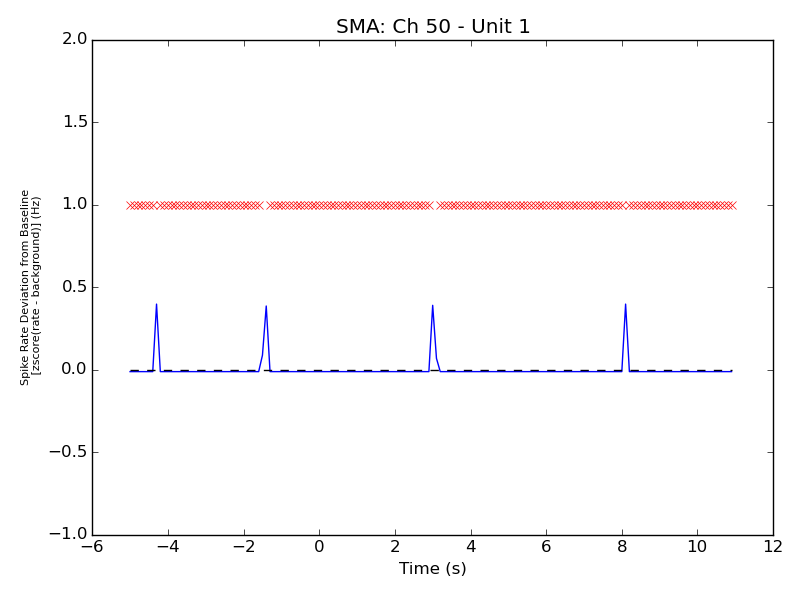 SMA: Ch 50 - Unit 1
2.0
1.5
1.0
0.5
0.0
−0.5
−1.0
Spike Rate Deviation from Baseline
[zscore(rate - background)] (Hz)
−6 −4 −2 0 2 4 6 8 10 12
Time (s)